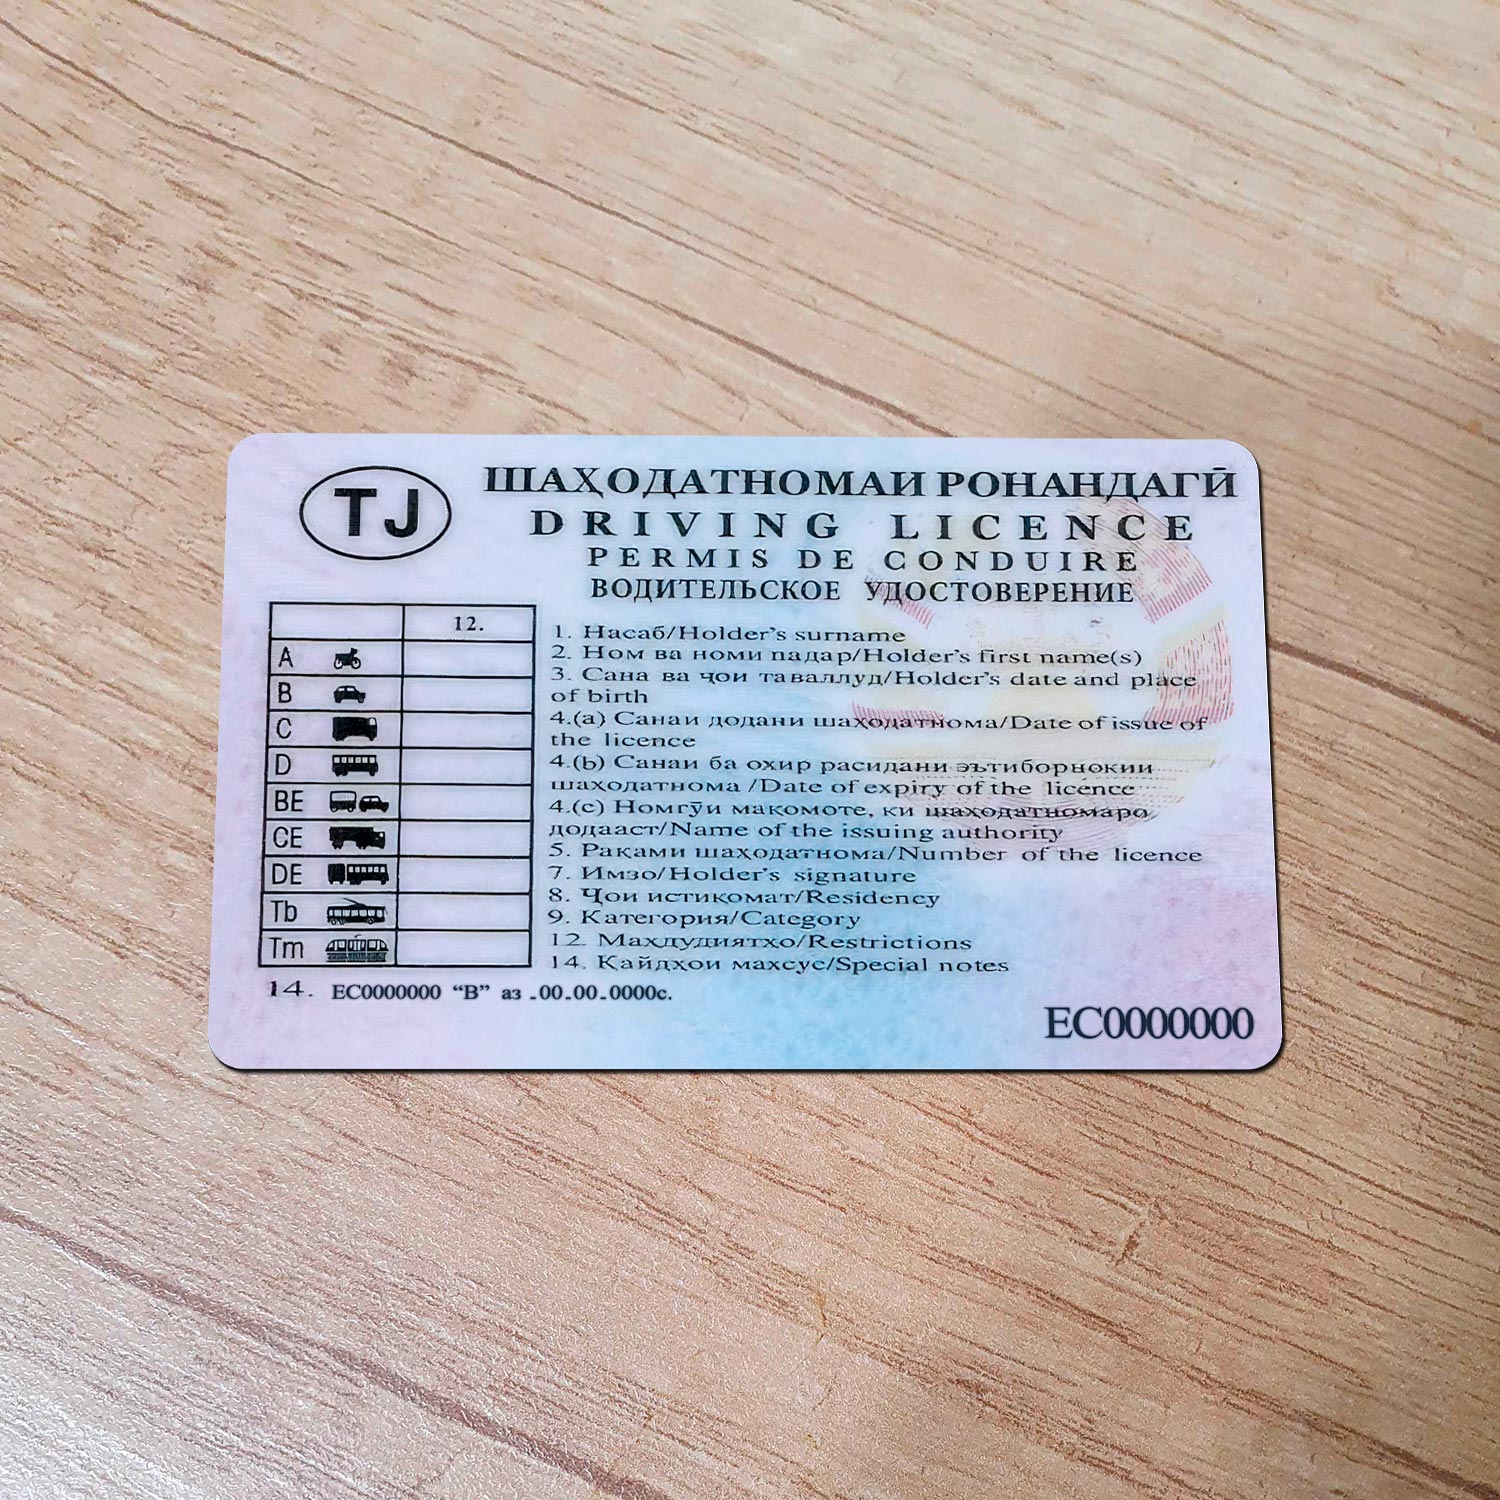 TJ
ШАҲОДАТНОМАИ РОНАНДАГӢ
DRIVING LICENCE
PERMIS DE CONDUIRE
ВОДИТЕЛЬСКОЕ УДОСТОВЕРЕНИЕ
12.
A
B
C
D
BE
CE
DE
Tb
Tm
1. Насаб/Holder's surname
2. Ном ва номи падар/Holder's first name(s)
3. Сана ва ҷои таваллуд/Holder's date and place
of birth
4.(a) Санаи додани шаҳодатнома/Date of issue of
the licence
4.(b) Санаи ба охир расидани эътиборнокии
шаҳодатнома /Date of expiry of the licence
4.(c) Номгӯи мақомоте, ки шаҳодатномаро
додааст/Name of the issuing authority
5. Рақами шаҳодатнома/Number of the licence
7. Имзо/Holder's signature
8. Ҷои истиқомат/Residency
9. Категория/Category
12. Маҳдудиятҳо/Restrictions
14. Қайдҳои махсус/Special notes
14. EC0000000 “B” аз .00.00.0000с.
EC0000000